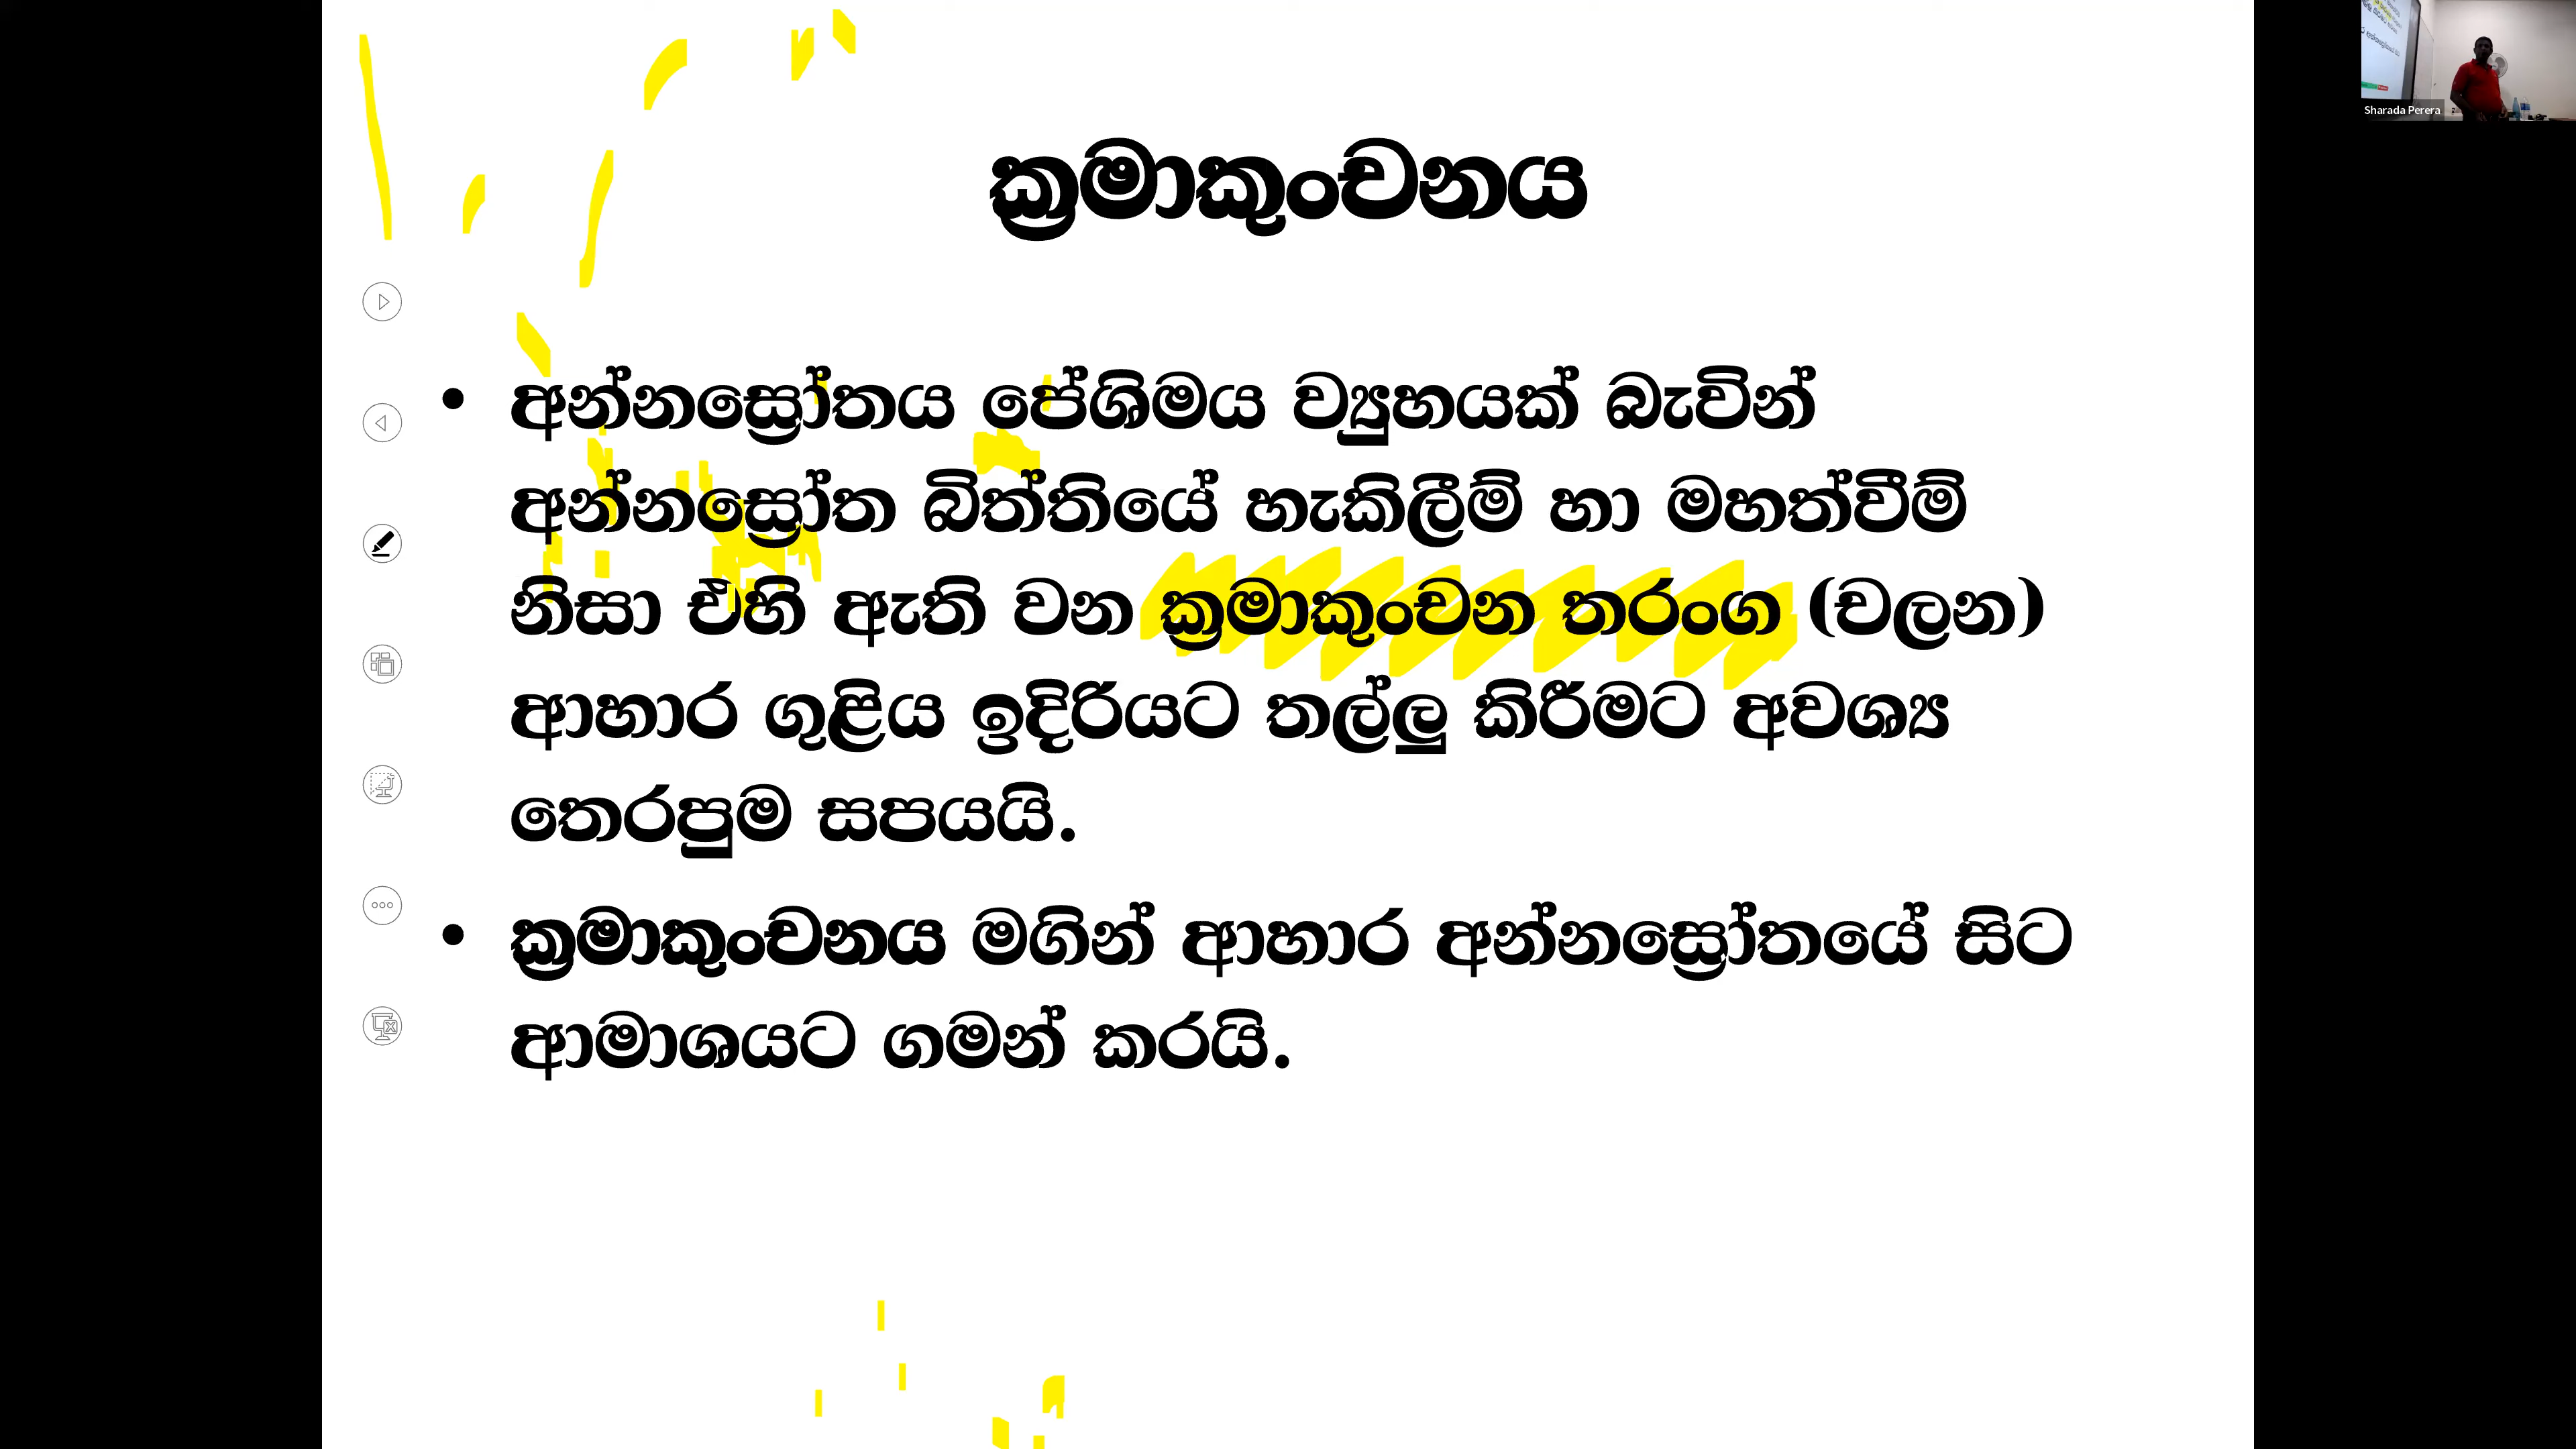 ක්‍රමාකුංචනය
• අන්නස්‍රෝතය පේශිමය ව්‍යුහයක් බැවින්
අන්නස්‍රෝත බිත්තියේ හැකිලීම් හා මහත්වීම්
නිසා එහි ඇති වන ක්‍රමාකුංචන තරංග (චලන)
ආහාර ගුළිය ඉදිරියට තල්ලු කිරීමට අවශ්‍ය
තෙරපුම සපයයි.
• ක්‍රමාකුංචනය මගින් ආහාර අන්නස්‍රෝතයේ සිට
ආමාශයට ගමන් කරයි.
Sharada Perera